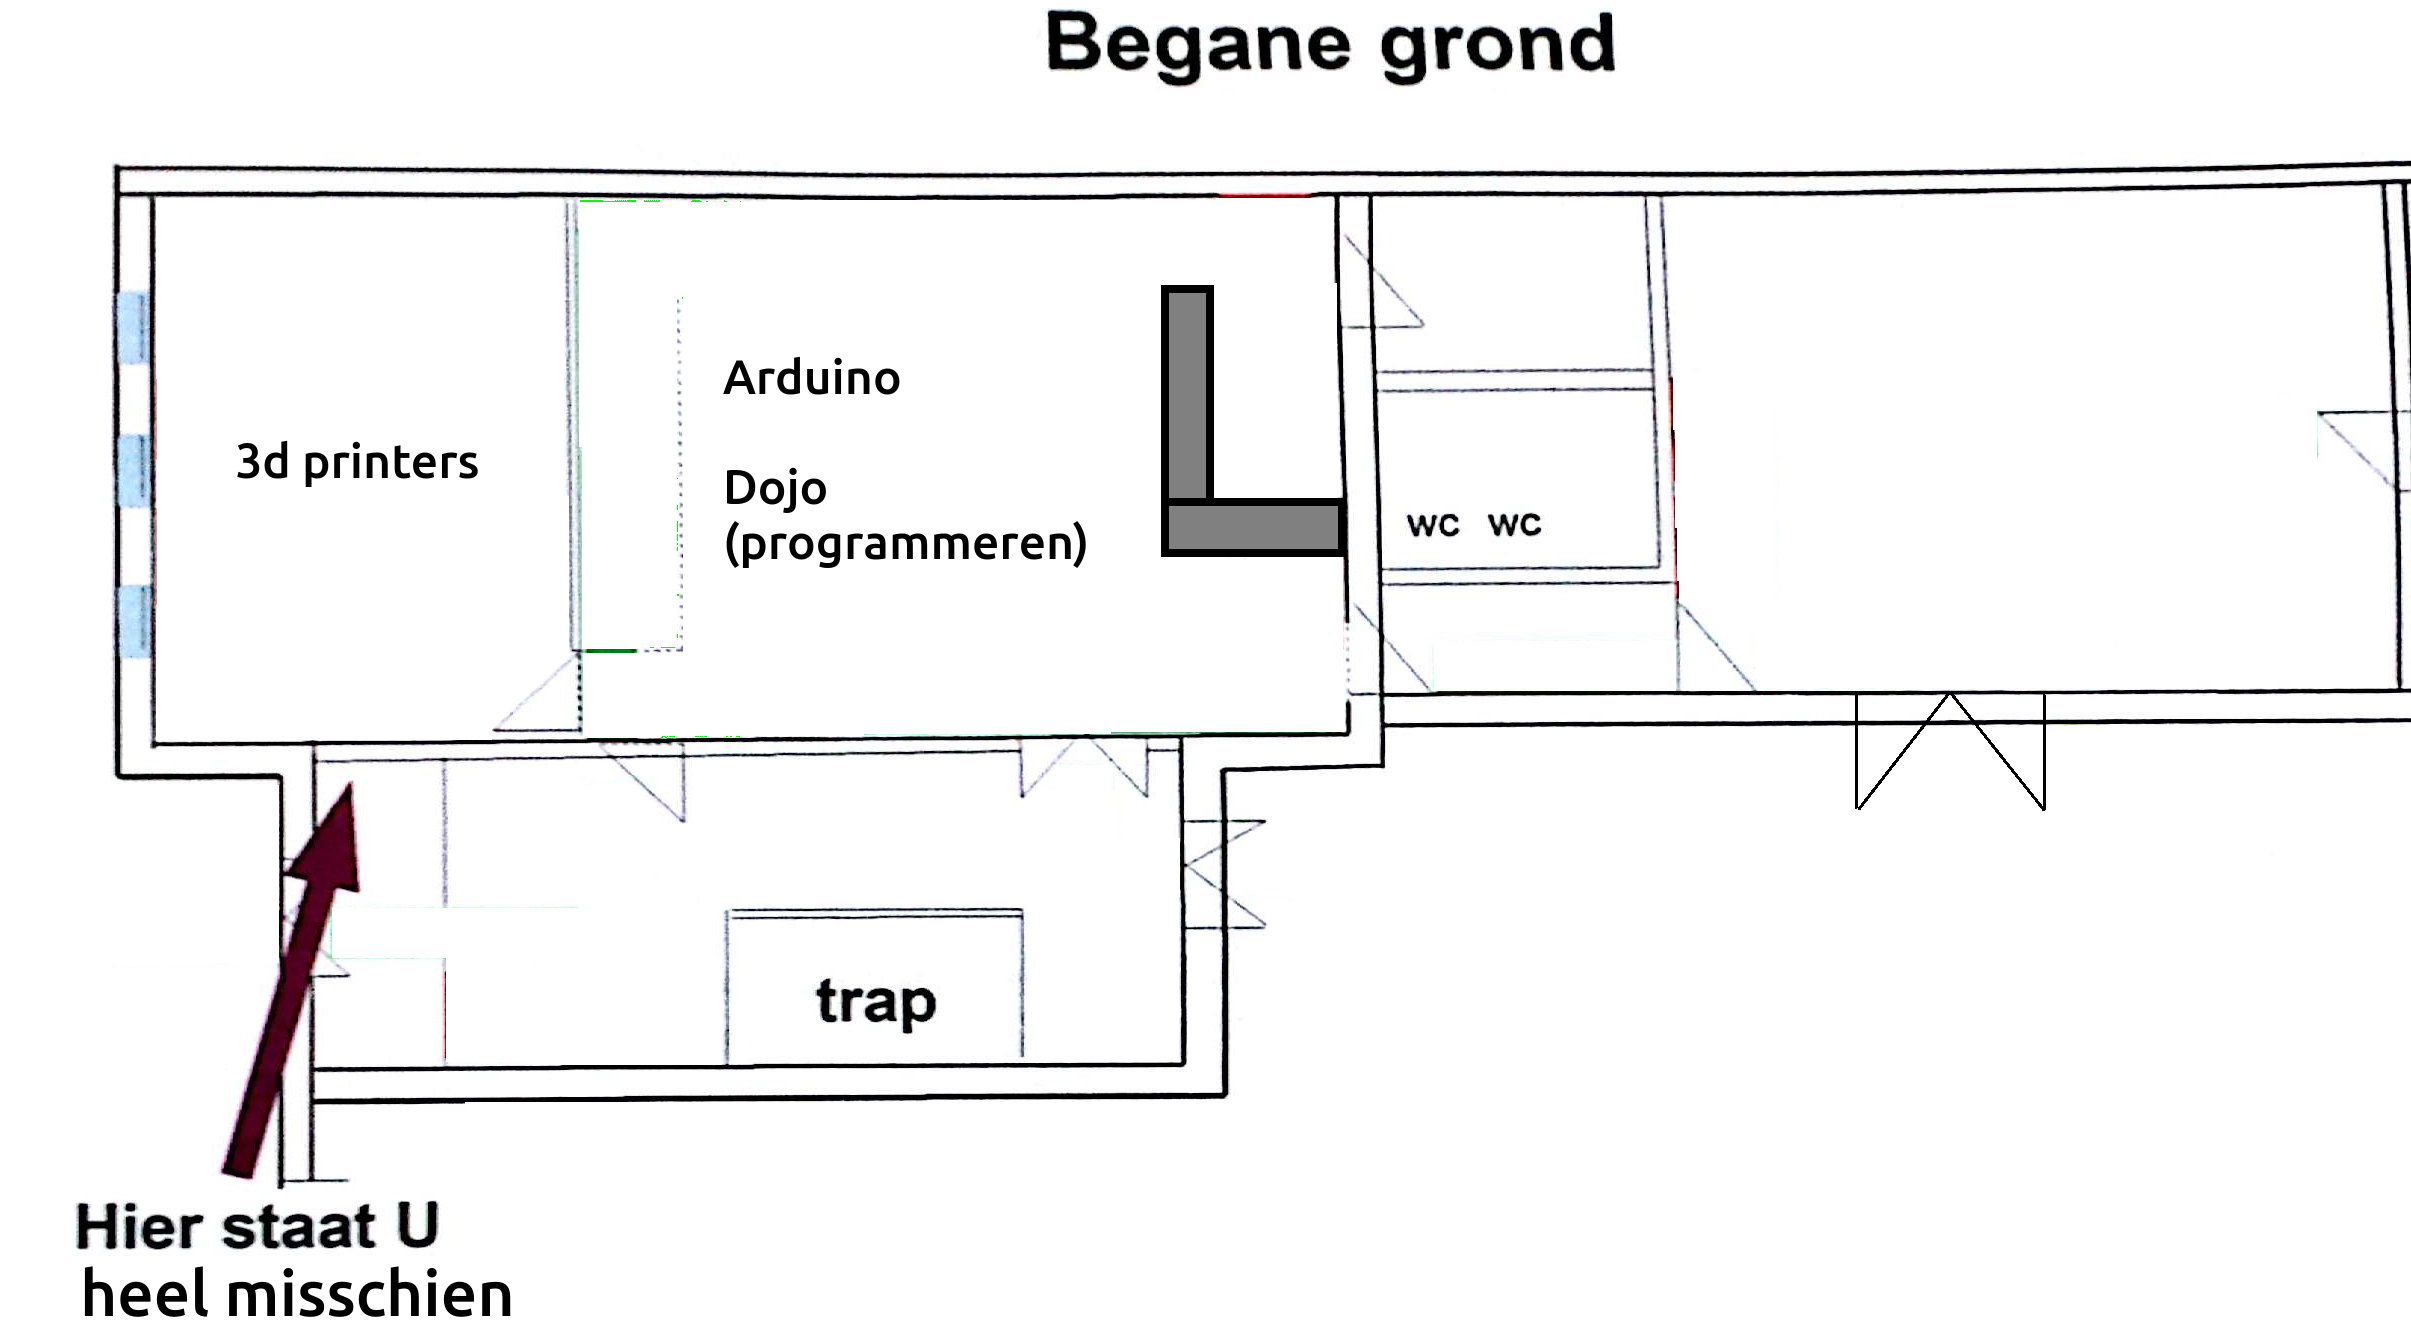 Begane grond
Arduino
3d printers
Dojo
(programmeren)
wc wc
trap
Hier staat U
heel misschien